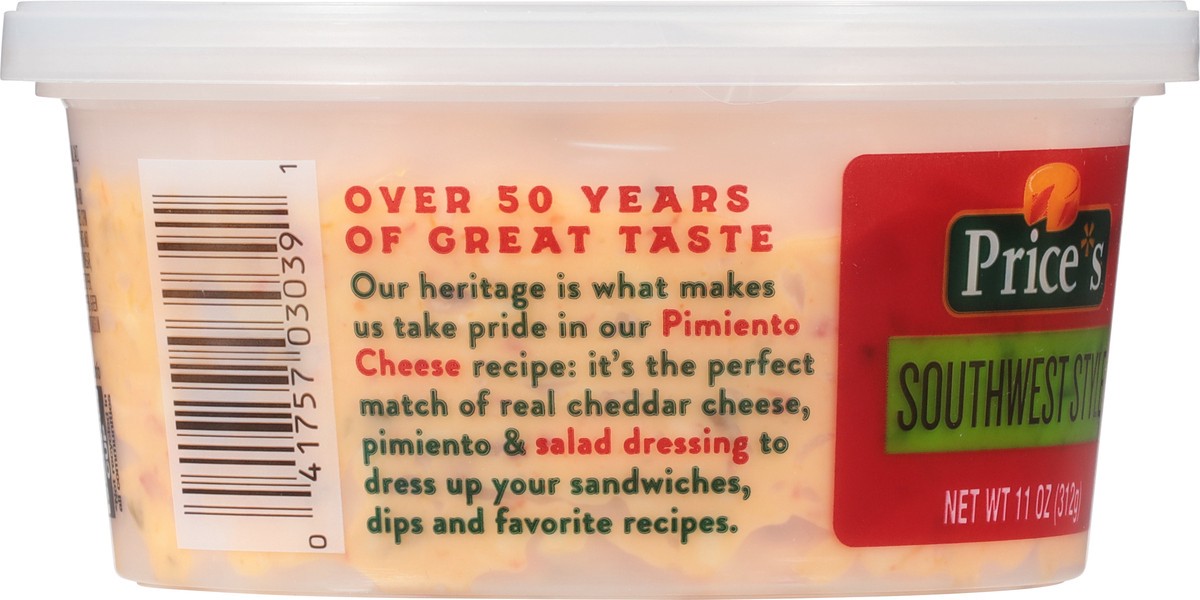 OVER 50 YEARS
OF GREAT TASTE
Our heritage is what makes
us take pride in our Pimiento
Cheese recipe: it's the perfect
match of real cheddar cheese,
pimiento & salad dressing to
dress up your sandwiches,
dips and favorite recipes.
0 41757 03039 1
Price*s
SOUTHWEST STYLE
NET WT 11 OZ (312g)